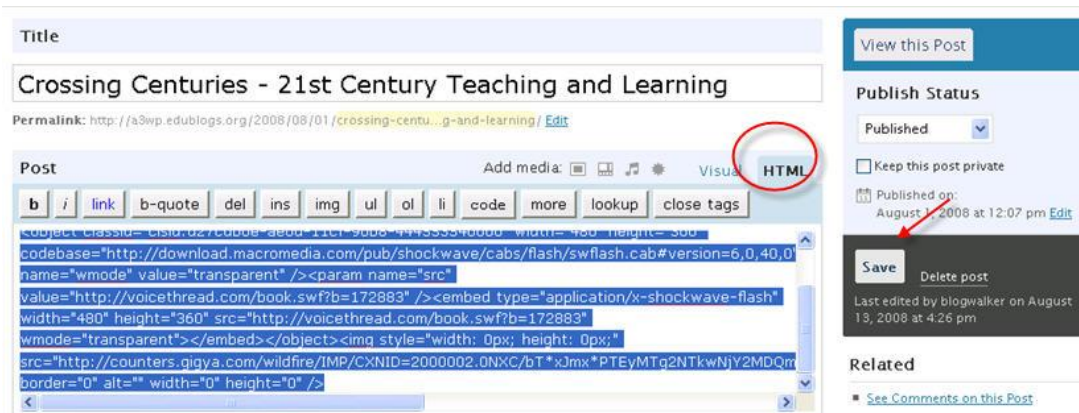 Title
Crossing Centuries - 21st Century Teaching and Learning
Permalink: http://a3wp.edublogs.org/2008/08/01/crossing-centu...g-and-learning/ Edit
Post
Add media:
Visual
HTML
b i link b-quote del ins img ul ol li code more lookup close tags
codebase="http://download.macromedia.com/pub/shockwave/cabs/flash/swflash.cab#version=6,0,40,0"
name="wmode" value="transparent" /><param name="src"
value="http://voicethread.com/book.swf?b=172883" /><embed type="application/x-shockwave-flash"
width="480" height="360" src="http://voicethread.com/book.swf?b=172883"
wmode="transparent"></embed></object><img style="width: 0px; height: 0px;"
src="http://counters.gigya.com/wildfire/IMP/CXNID=2000002.0NXC/bT*xJmx*PTEyMTg2NTkwNjY2MDQm
border="0" alt="" width="0" height="0" />
View this Post
Publish Status
Published
Keep this post private
Published on:
August 1, 2008 at 12:07 pm Edit
Save
Delete post
Last edited by blogwalker on August
13, 2008 at 4:26 pm
Related
See Comments on this Post